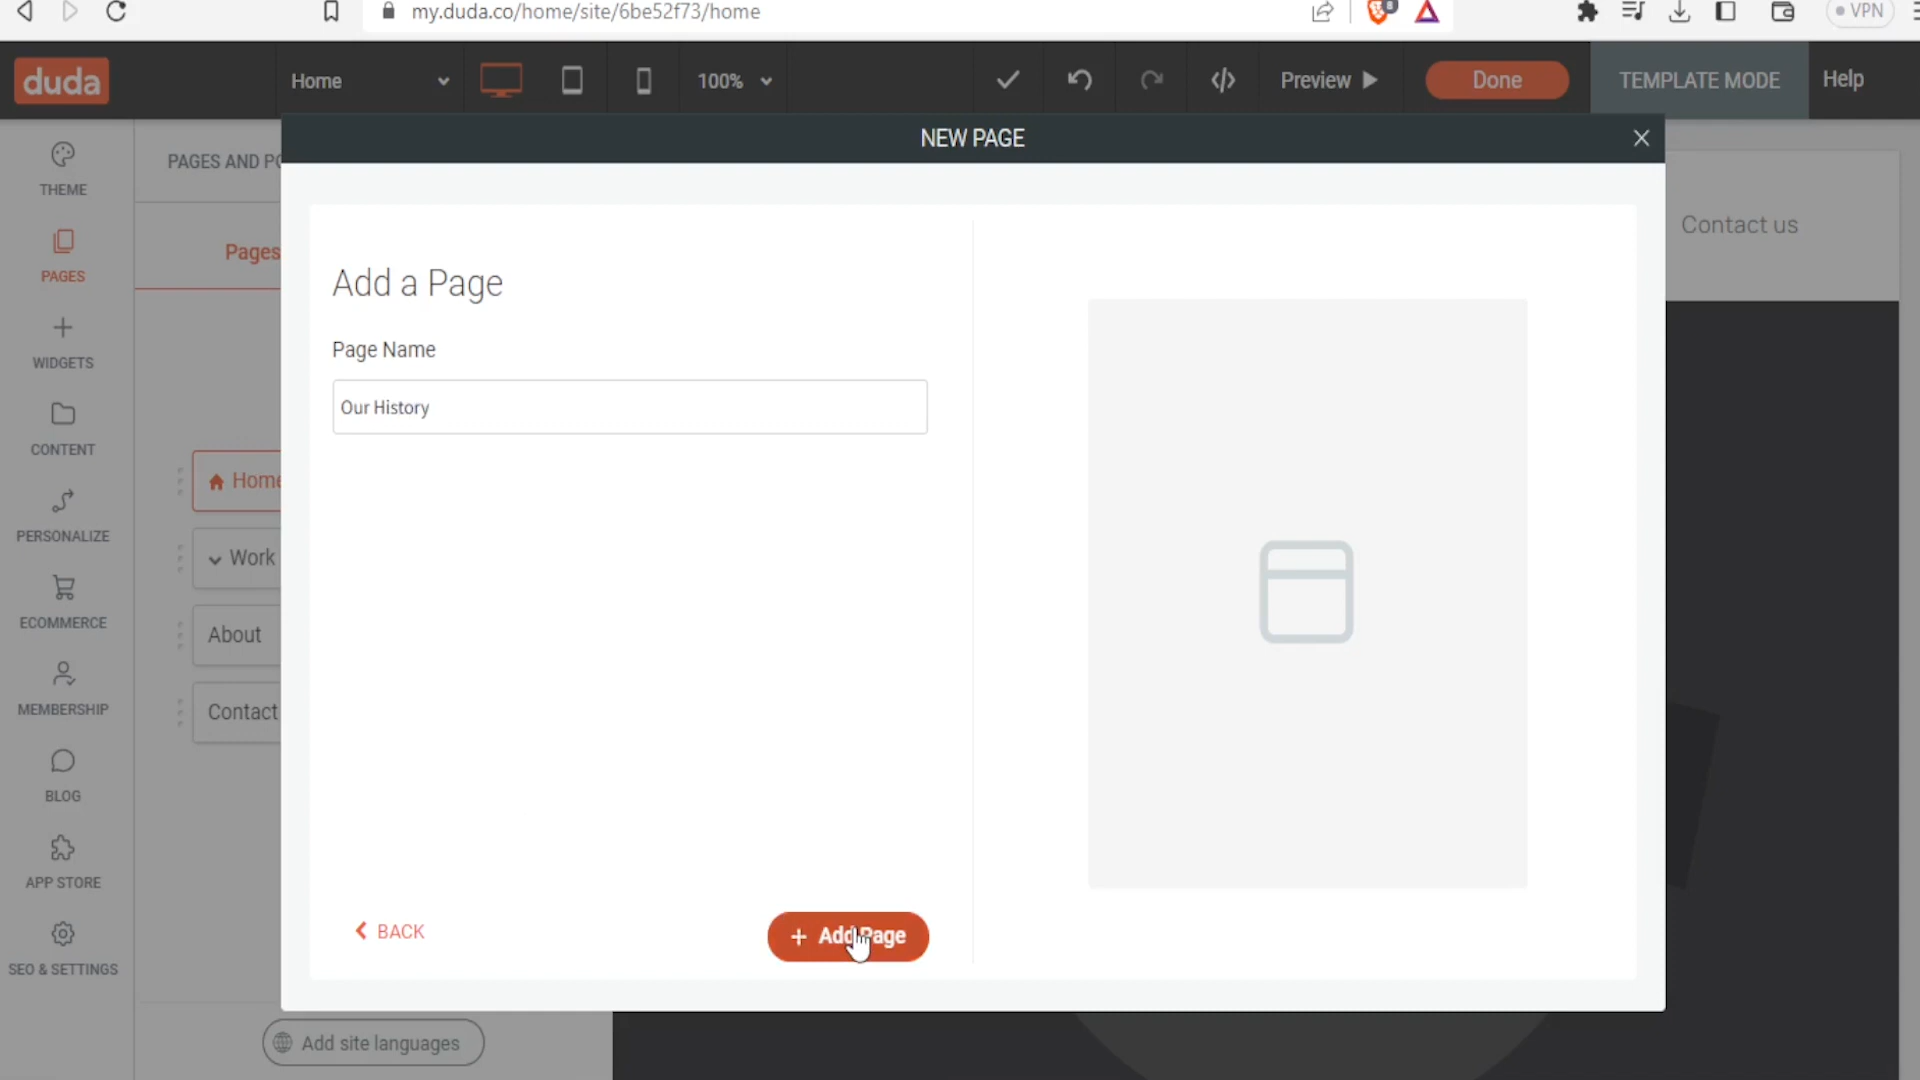 my.duda.co/home/site/6be52f73/home
8
VPN
duda
Home
100%
Preview
Done
TEMPLATE MODE
Help
NEW PAGE
THEME
PAGES
WIDGETS
CONTENT
PERSONALIZE
ECOMMERCE
MEMBERSHIP
BLOG
APP STORE
SEO & SETTINGS
PAGES AND PO
Pages
Home
Work
About
Contact
Add site languages
Add a Page
Page Name
Our History
BACK
+ Add Page
Contact us